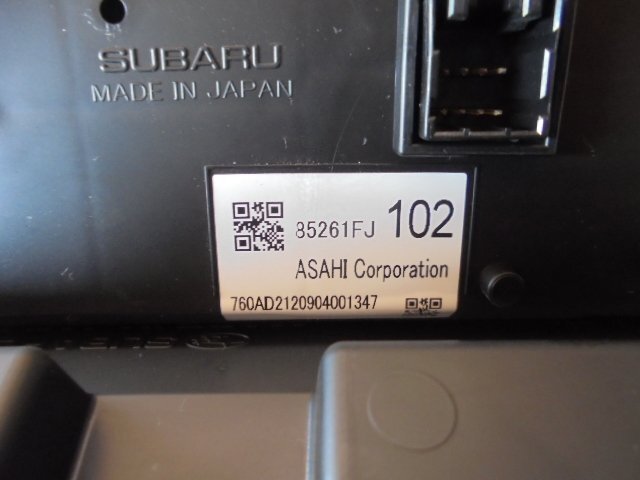 SUBARU
MADE IN JAPAN
85261FJ 102
ASAHI Corporation
760AD2120904001347